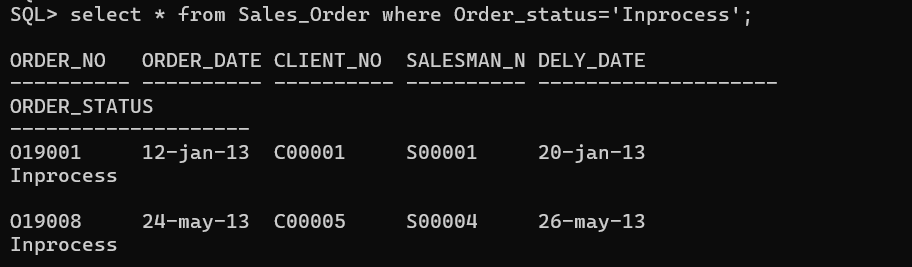 SQL> select * from Sales_Order where Order_status='Inprocess';
ORDER_NO   ORDER_DATE CLIENT_NO  SALESMAN_N DELY_DATE
---------- ---------- ---------- ---------- --------------------
ORDER_STATUS
--------------------
O19001     12-jan-13  C00001     S00001     20-jan-13
Inprocess
O19008     24-may-13  C00005     S00004     26-may-13
Inprocess